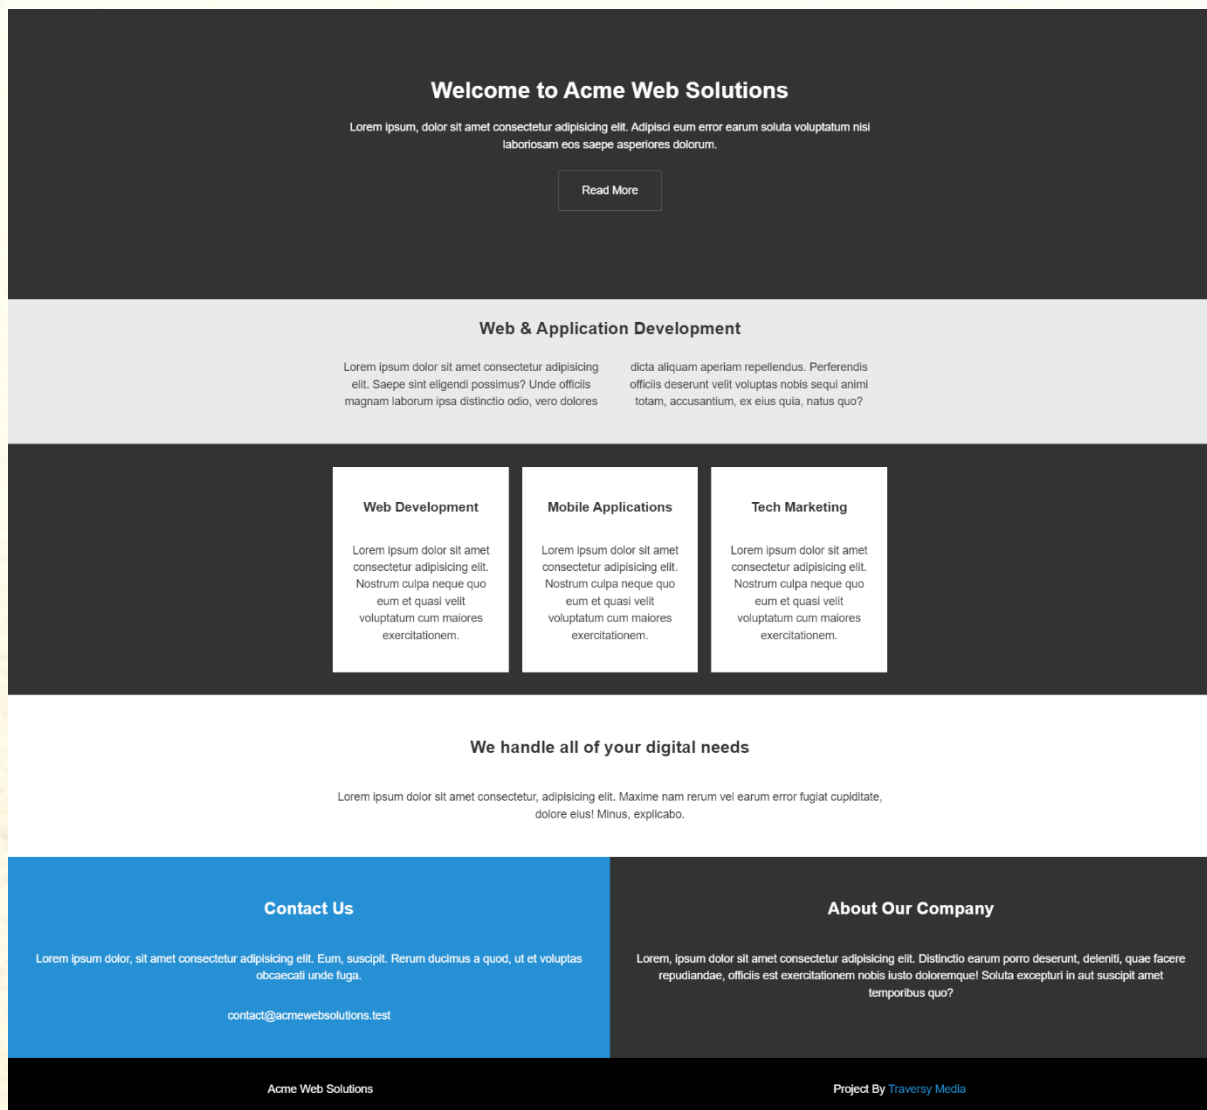 Welcome to Acme Web Solutions
Lorem ipsum, dolor sit amet consectetur adipisicing elit. Adipisci eum error earum soluta voluptatum nisi
laboriosam eos saepe asperiores dolorum.
Read More
Web & Application Development
Lorem ipsum dolor sit amet consectetur adipisicing
elit. Saepe sint eligendi possimus? Unde officiis
magnam laborum ipsa distinctio odio, vero dolores
dicta aliquam aperiam repellendus. Perferendis
officiis deserunt velit voluptas nobis sequi animi
totam, accusantium, ex eius quia, natus quo?
Web Development
Lorem ipsum dolor sit amet
consectetur adipisicing elit.
Nostrum culpa neque quo
eum et quasi velit
voluptatum cum maiores
exercitationem.
Mobile Applications
Lorem ipsum dolor sit amet
consectetur adipisicing elit.
Nostrum culpa neque quo
eum et quasi velit
voluptatum cum maiores
exercitationem.
Tech Marketing
Lorem ipsum dolor sit amet
consectetur adipisicing elit.
Nostrum culpa neque quo
eum et quasi velit
voluptatum cum maiores
exercitationem.
We handle all of your digital needs
Lorem ipsum dolor sit amet consectetur, adipisicing elit. Maxime nam rerum vel earum error fugiat cupiditate,
dolore eius! Minus, explicabo.
Contact Us
Lorem ipsum dolor, sit amet consectetur adipisicing elit. Eum, suscipit. Rerum ducimus a quod, ut et voluptas
obcaecati unde fuga.
contact@acmewebsolutions.test
About Our Company
Lorem, ipsum dolor sit amet consectetur adipisicing elit. Distinctio earum porro deserunt, deleniti, quae facere
repudiandae, officiis est exercitationem nobis iusto doloremque! Soluta excepturi in aut suscipit amet
temporibus quo?
Acme Web Solutions
Project By Traversy Media